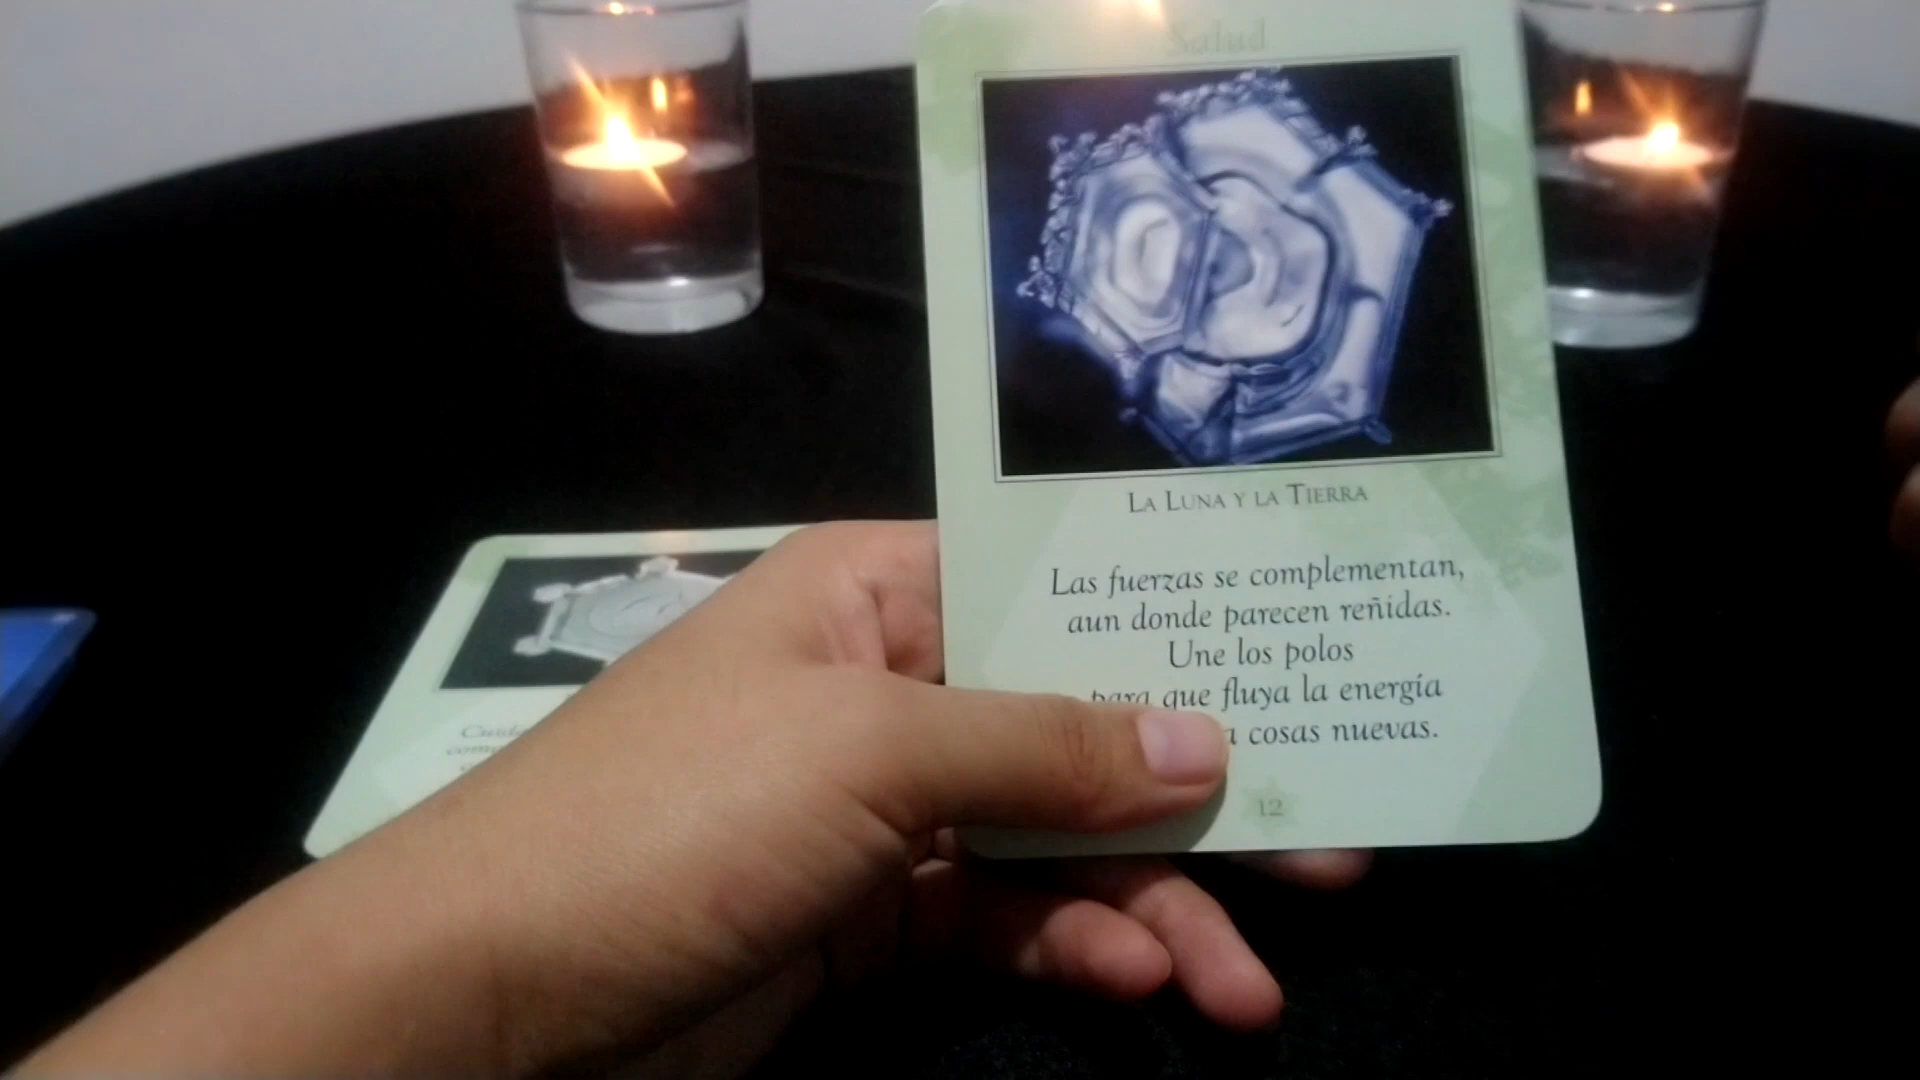 Salud
LA LUNA Y LA TIERRA
Las fuerzas se complementan,
aun donde parecen reñidas.
Une los polos
para que fluya la energía
a cosas nuevas.
12